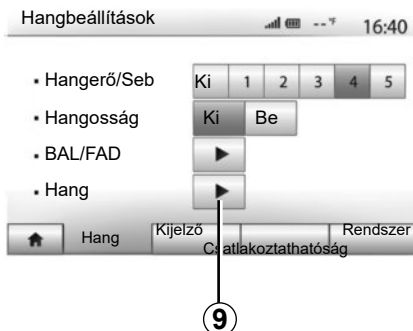 Hangbeállítások --°F 16:40
Hangerő/Seb Ki 1 2 3 4 5
Hangosság Ki Be
BAL/FAD
Hang
Hang Kijelző Csatlakoztathatóság Rendszer
9